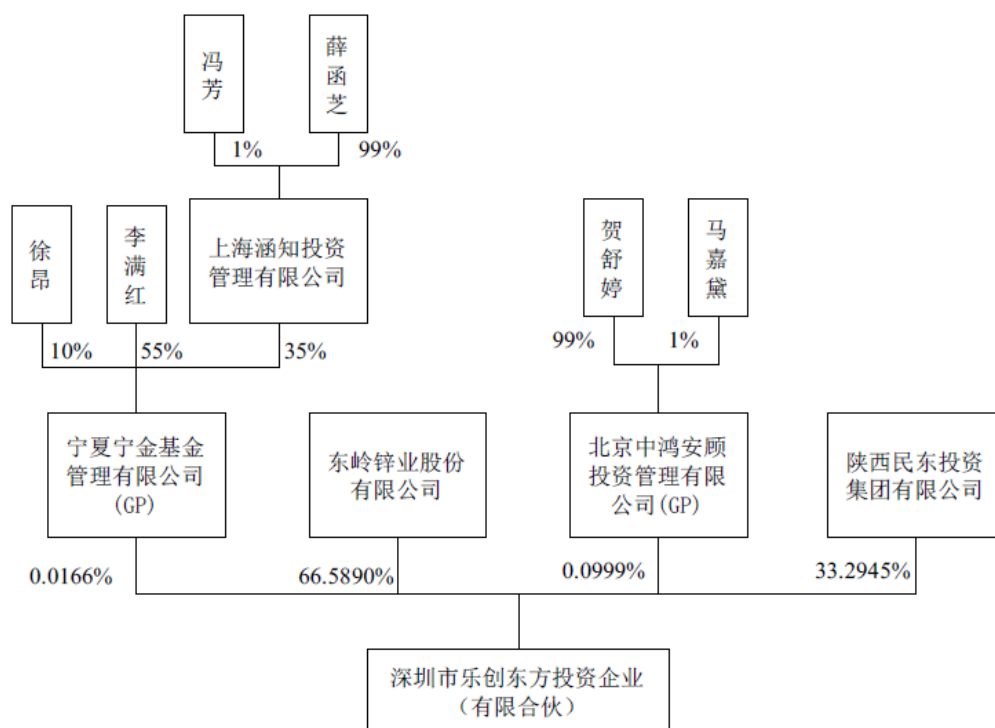 冯芳
薛函芝
1%
99%
徐昂
李满红
上海涵知投资
管理有限公司
贺舒婷
马嘉黛
10%
55%
35%
99%
1%
宁夏宁金基金
管理有限公司
(GP)
东岭锌业股份
有限公司
北京中鸿安顾
投资管理有限
公司(GP)
陕西民东投资
集团有限公司
0.0166%
66.5890%
0.0999%
33.2945%
深圳市乐创东方投资企业
（有限合伙）